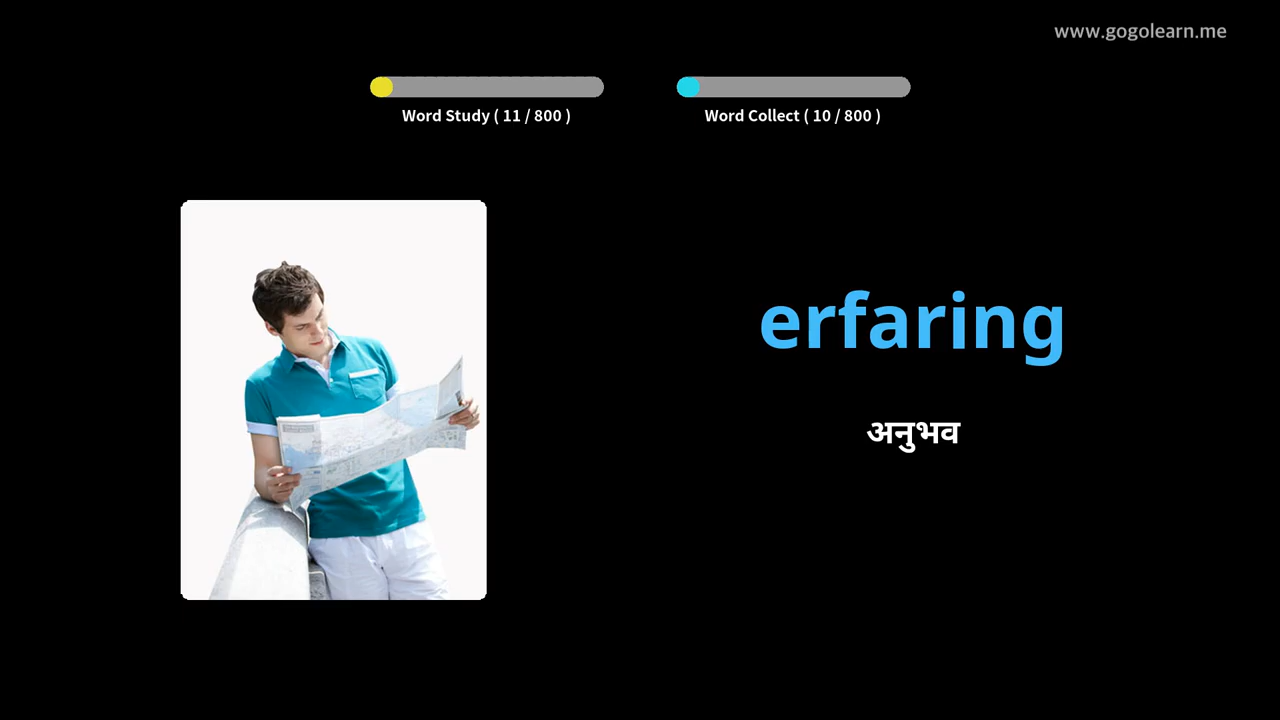 www.gogolearn.me
Word Study ( 11 / 800 )
Word Collect ( 10 / 800 )
erfaring
अनुभव